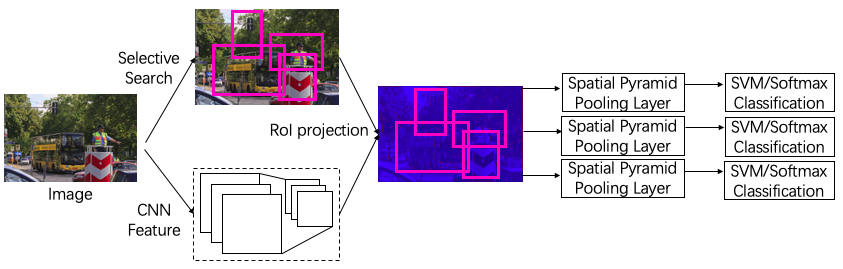 Selective
Search
Image
CNN
Feature
RoI projection
Spatial Pyramid
Pooling Layer
SVM/Softmax
Classification
Spatial Pyramid
Pooling Layer
SVM/Softmax
Classification
Spatial Pyramid
Pooling Layer
SVM/Softmax
Classification